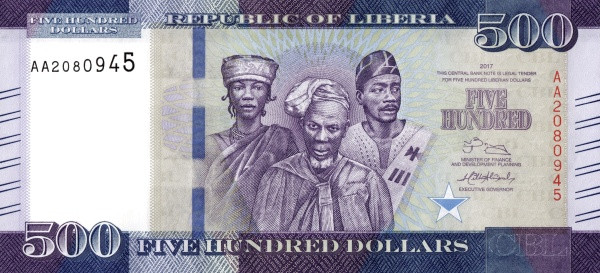 500
FIVE HUNDRED
DOLLARS
AA2080945
REPUBLIC OF LIBERIA
FIVE HUNDRED DOLLARS
2017
THIS CENTRAL BANK NOTE IS LEGAL TENDER
FOR FIVE HUNDRED LIBERIAN DOLLARS
FIVE
HUNDRED
MINISTER OF FINANCE
AND DEVELOPMENT PLANNING
EXECUTIVE GOVERNOR
AA2080945
500
CBL